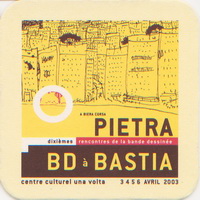 A BIERA CORSA
PIETRA
dixièmes rencontres de la bande dessinée
BD à BASTIA
centre culturel una volta 3 4 5 6 AVRIL 2003